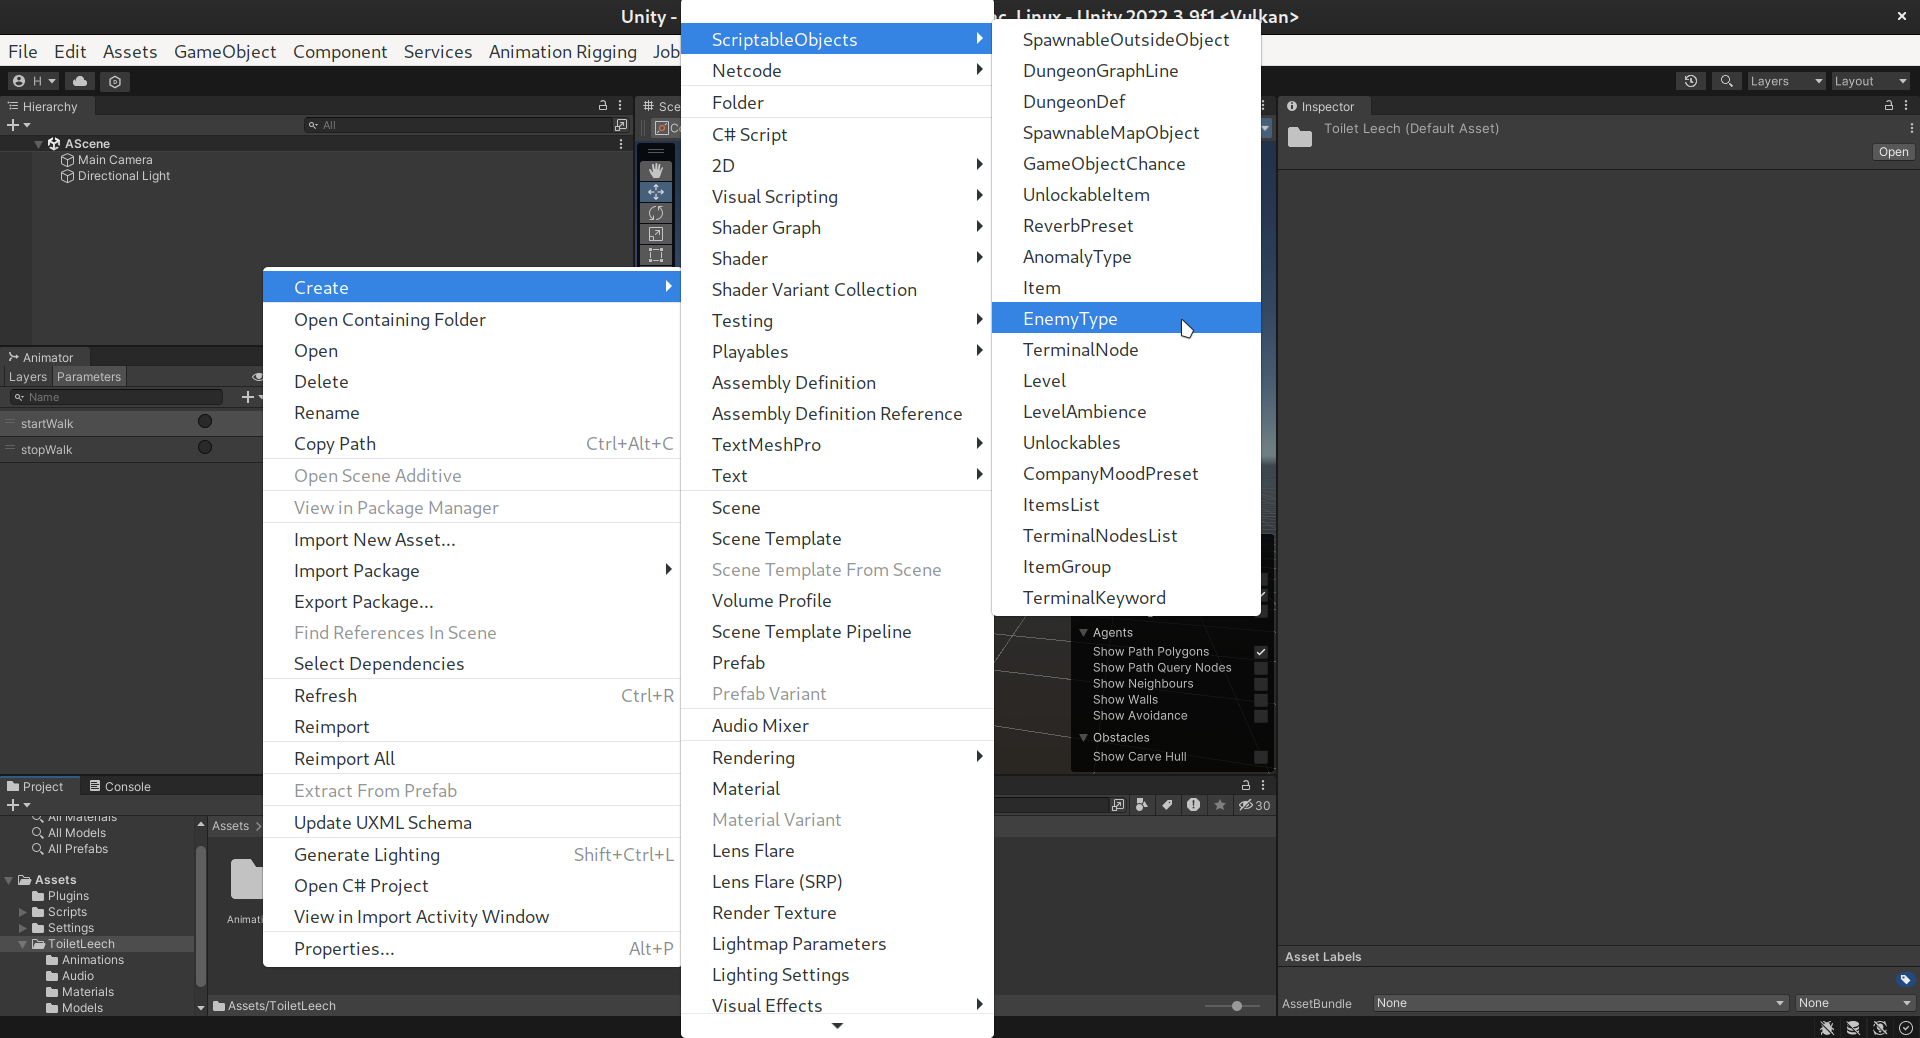 Unity -
c, Linux - Unity 2022.3.9f1 <Vulkan>
File Edit Assets GameObject Component Services Animation Rigging Job
H
Layers
Layout
Hierarchy
All
AScene
Main Camera
Directional Light
Sce
Inspector
Toilet Leech (Default Asset)
Open
Animator
Layers Parameters
Name
startWalk
stopWalk
Create
Open Containing Folder
Open
Delete
Rename
Copy Path Ctrl+Alt+C
Open Scene Additive
View in Package Manager
Import New Asset...
Import Package
Export Package...
Find References In Scene
Select Dependencies
Refresh Ctrl+R
Reimport
Reimport All
Extract From Prefab
Update UXML Schema
Generate Lighting Shift+Ctrl+L
Open C# Project
View in Import Activity Window
Properties... Alt+P
ScriptableObjects
Netcode
Folder
C# Script
2D
Visual Scripting
Shader Graph
Shader
Shader Variant Collection
Testing
Playables
Assembly Definition
Assembly Definition Reference
TextMeshPro
Text
Scene
Scene Template
Scene Template From Scene
Volume Profile
Scene Template Pipeline
Prefab
Prefab Variant
Audio Mixer
Rendering
Material
Material Variant
Lens Flare
Lens Flare (SRP)
Render Texture
Lightmap Parameters
Lighting Settings
Visual Effects
SpawnableOutsideObject
DungeonGraphLine
DungeonDef
SpawnableMapObject
GameObjectChance
UnlockableItem
ReverbPreset
AnomalyType
Item
EnemyType
TerminalNode
Level
LevelAmbience
Unlockables
CompanyMoodPreset
ItemsList
TerminalNodesList
ItemGroup
TerminalKeyword
Agents
Show Path Polygons
Show Path Query Nodes
Show Neighbours
Show Walls
Show Avoidance
Obstacles
Show Carve Hull
Project
Console
30
All Materials
All Models
All Prefabs
Assets
Plugins
Scripts
Settings
ToiletLeech
Animations
Audio
Materials
Models
Assets >
Animati
Assets/ToiletLeech
Asset Labels
AssetBundle
None
None